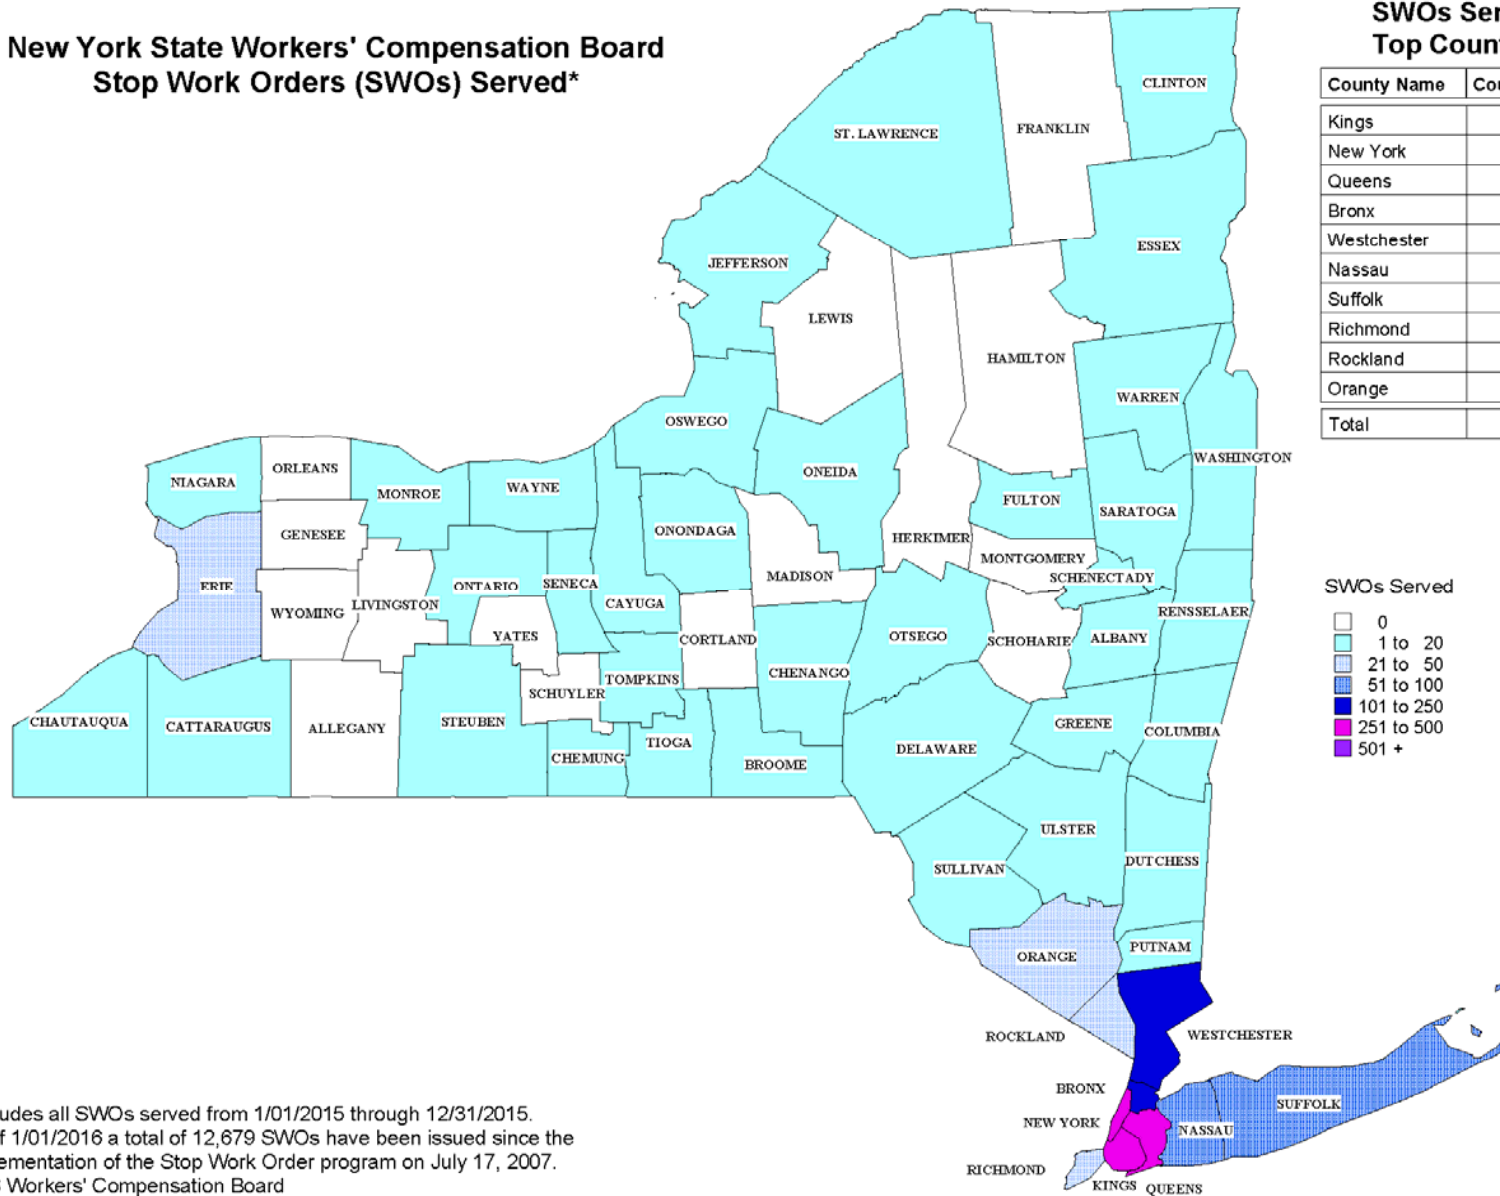 New York State Workers' Compensation Board
Stop Work Orders (SWOs) Served*
SWOs Ser
Top Coun
County Name Cou
Kings
New York
Queens
Bronx
Westchester
Nassau
Suffolk
Richmond
Rockland
Orange
Total
CLINTON
FRANKLIN
ST. LAWRENCE
ESSEX
JEFFERSON
LEWIS
HAMILTON
WARREN
OSWEGO
WASHINGTON
ORLEANS
ONEIDA
NIAGARA
WAYNE
MONROE
FULTON
SARATOGA
ONONDAGA
GENESEE
HERKIMER
MONTGOMERY
MADISON
SCHENECTADY
ERIE
ONTARIO
SENECA
CAYUGA
LIVINGSTON
WYOMING
RENSSELAER
YATES
OTSEGO
ALBANY
CORTLAND
SCHOHARIE
CHENANGO
TOMPKINS
SCHUYLER
CHAUTAUQUA
CATTARAUGUS
ALLEGANY
STEUBEN
GREENE
COLUMBIA
TIOGA
DELAWARE
CHEMUNG
BROOME
ULSTER
DUTCHESS
SULLIVAN
PUTNAM
ORANGE
ROCKLAND
WESTCHESTER
BRONX
SUFFOLK
NEW YORK
NASSAU
RICHMOND
KINGS
QUEENS
SWOs Served
0
1 to 20
21 to 50
51 to 100
101 to 250
251 to 500
501 +
udes all SWOs served from 1/01/2015 through 12/31/2015.
f 1/01/2016 a total of 12,679 SWOs have been issued since the
ementation of the Stop Work Order program on July 17, 2007.
Workers' Compensation Board